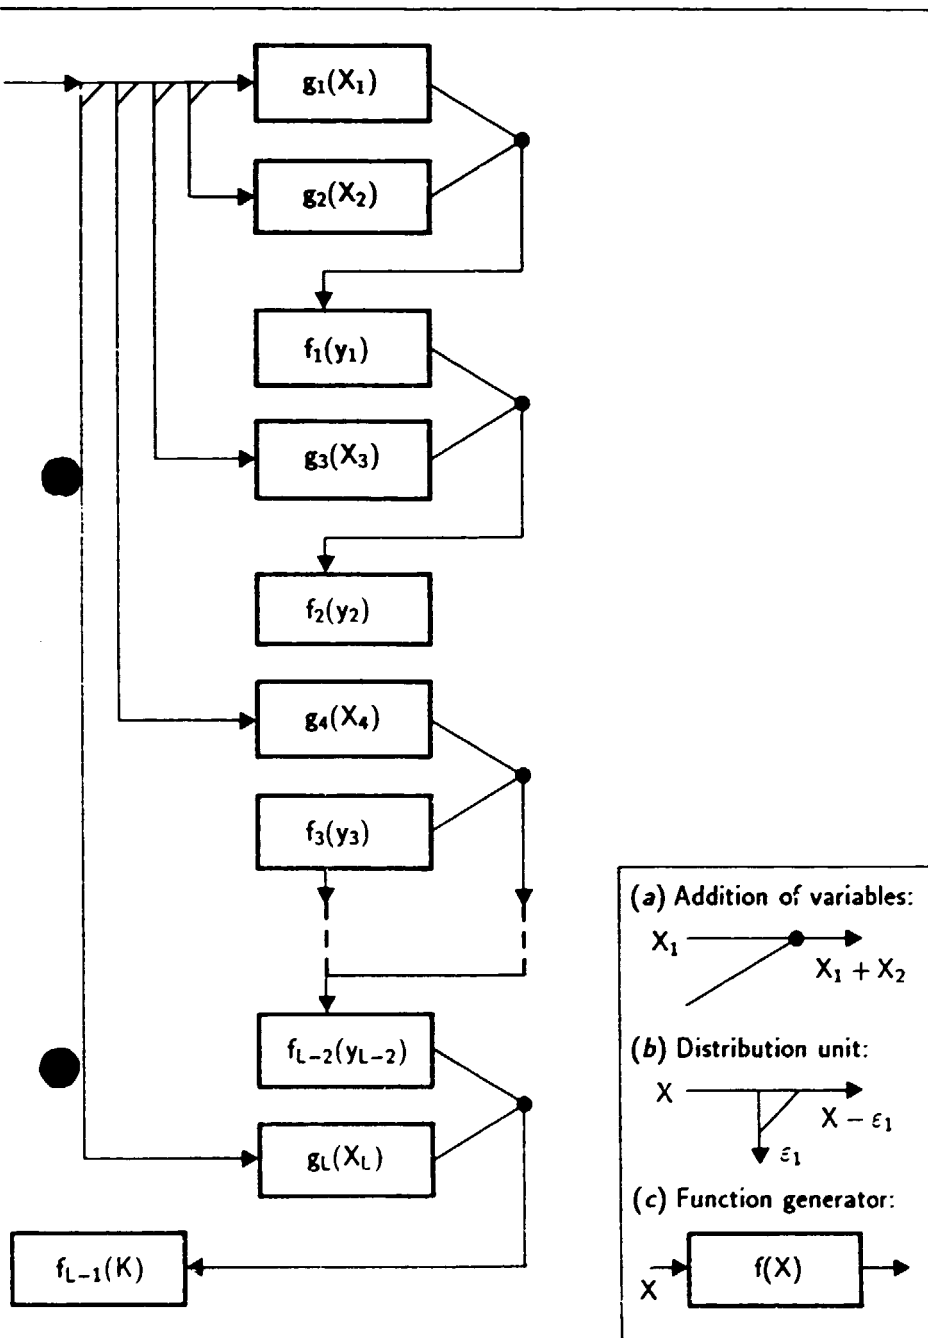 g₁(X₁)
g₂(X₂)
f₁(y₁)
g₃(X₃)
f₂(y₂)
g₄(X₄)
f₃(y₃)
f_{L−2}(y_{L−2})
g_L(X_L)
f_{L−1}(K)
(a) Addition of variables:
X₁
X₁ + X₂
(b) Distribution unit:
X
X − ε₁
ε₁
(c) Function generator:
X
f(X)